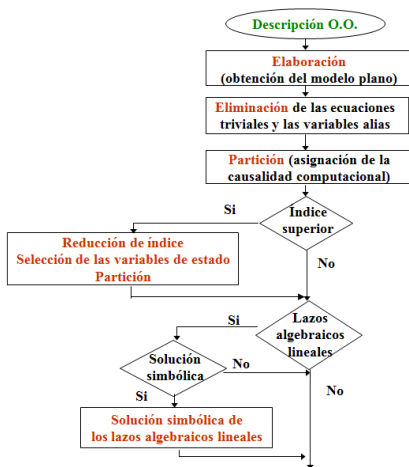 Descripción O.O.
Elaboración
(obtención del modelo plano)
Eliminación de las ecuaciones
triviales y las variables alias
Partición (asignación de la
causalidad computacional)
Si
Índice
superior
Reducción de índice
Selección de las variables de estado
Partición
No
Si
Lazos
algebraicos
lineales
Solución
simbólica
No
No
Si
Solución simbólica de
los lazos algebraicos lineales